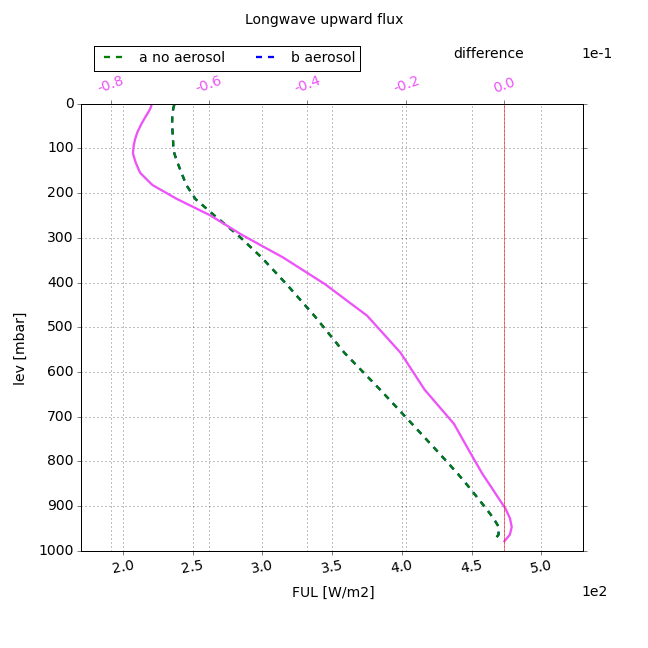 Longwave upward flux
a no aerosol b aerosol difference 1e-1
-0.8 -0.6 -0.4 -0.2 0.0
0
100
200
300
400
500
600
700
800
900
1000
lev [mbar]
2.0 2.5 3.0 3.5 4.0 4.5 5.0
FUL [W/m2] 1e2